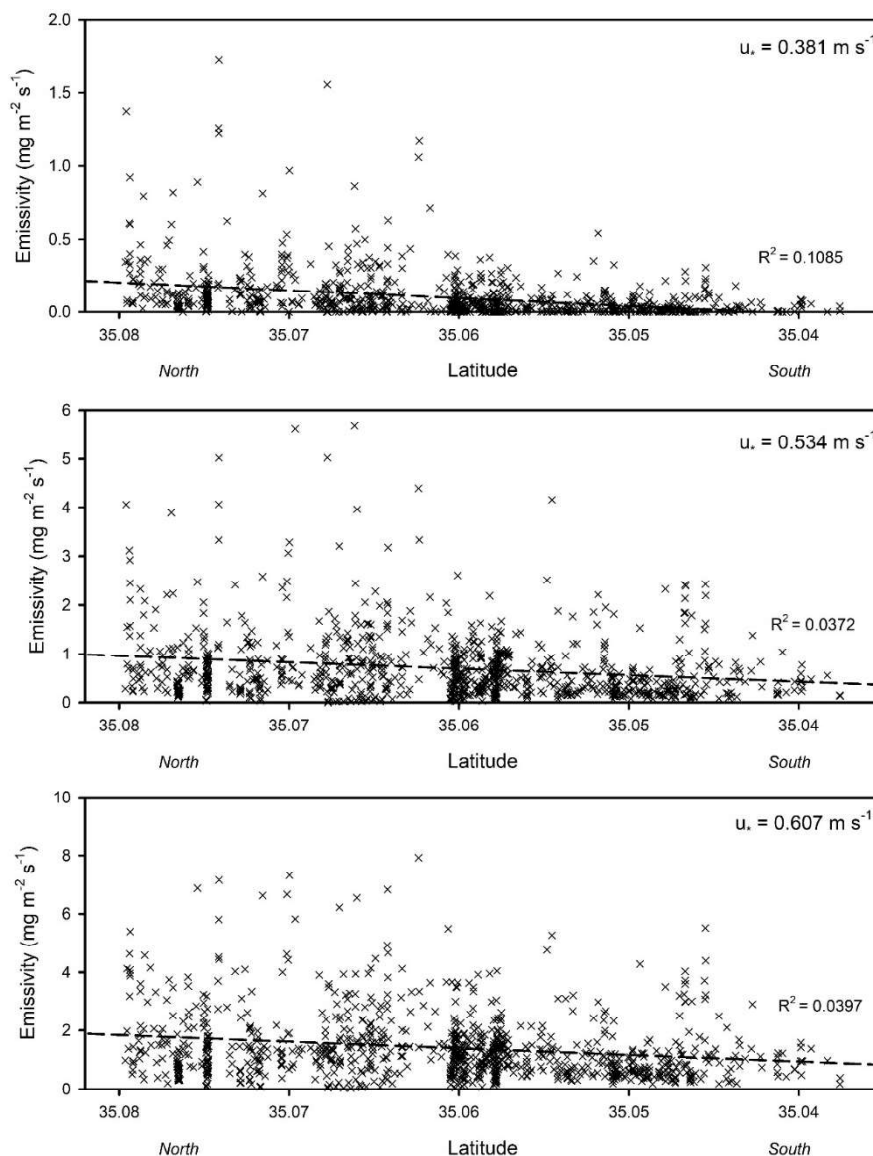 2.0
u* = 0.381 m s-1
1.5
Emissivity (mg m-2 s-1)
1.0
0.5
R2 = 0.1085
0.0
35.08 35.07 35.06 35.05 35.04
North Latitude South
6
u* = 0.534 m s-1
5
4
Emissivity (mg m-2 s-1)
3
2
R2 = 0.0372
1
0
35.08 35.07 35.06 35.05 35.04
North Latitude South
10
u* = 0.607 m s-1
8
6
Emissivity (mg m-2 s-1)
4
R2 = 0.0397
2
0
35.08 35.07 35.06 35.05 35.04
North Latitude South